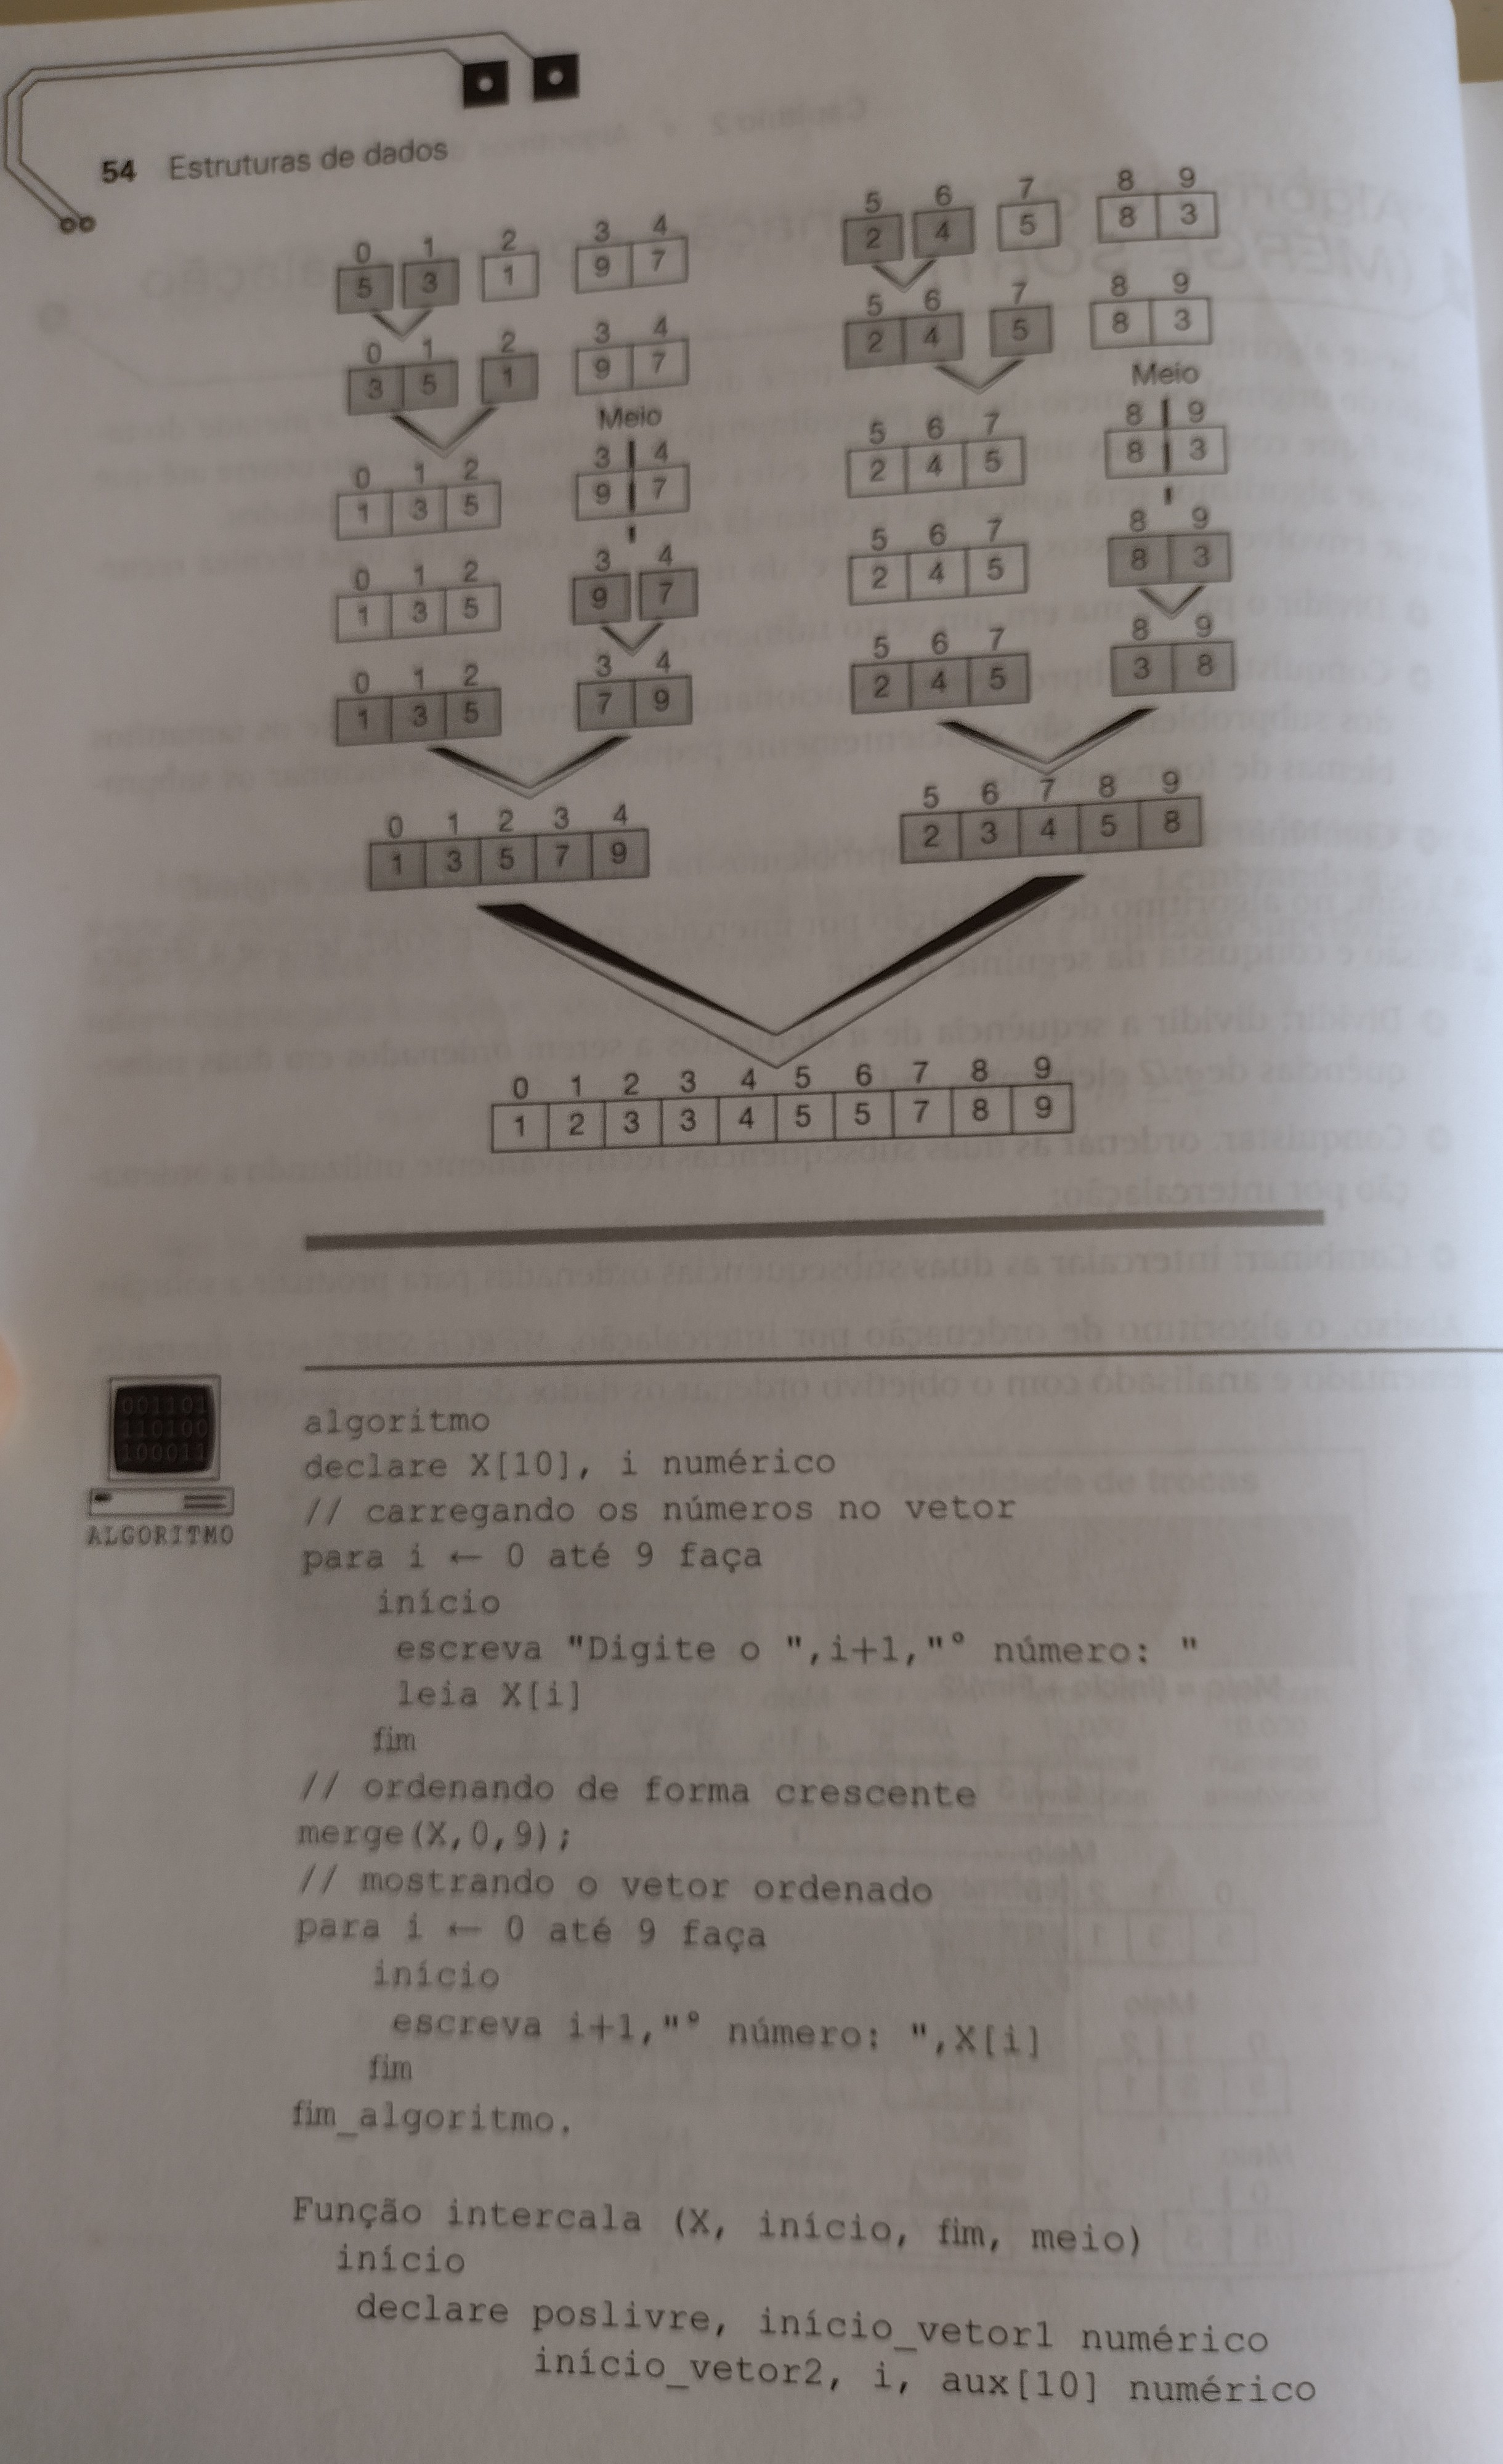 54 Estruturas de dados
0 1 2 3 4
5 3 1 9 7
0 1 2 3 4
3 5 1 9 7
Meio
0 1 2 3 4
1 3 5 9 7
0 1 2 3 4
1 3 5 9 7
0 1 2 3 4
1 3 5 7 9
0 1 2 3 4
1 3 5 7 9
5 6 7 8 9
2 4 5 8 3
5 6 7 8 9
2 4 5 8 3
Meio
5 6 7 8 9
2 4 5 8 3
5 6 7 8 9
2 4 5 8 3
5 6 7 8 9
2 4 5 3 8
5 6 7 8 9
2 3 4 5 8
0 1 2 3 4 5 6 7 8 9
1 2 3 3 4 5 5 7 8 9
001101
110100
100011
ALGORITMO
algoritmo
declare X[10], i numérico
// carregando os números no vetor
para i ← 0 até 9 faça
início
escreva "Digite o ",i+1,"º número: "
leia X[i]
fim
// ordenando de forma crescente
merge(X,0,9);
// mostrando o vetor ordenado
para i ← 0 até 9 faça
início
escreva i+1,"º número: ",X[i]
fim
fim_algoritmo.
Função intercala (X, início, fim, meio)
início
declare poslivre, início_vetor1 numérico
início_vetor2, i, aux[10] numérico